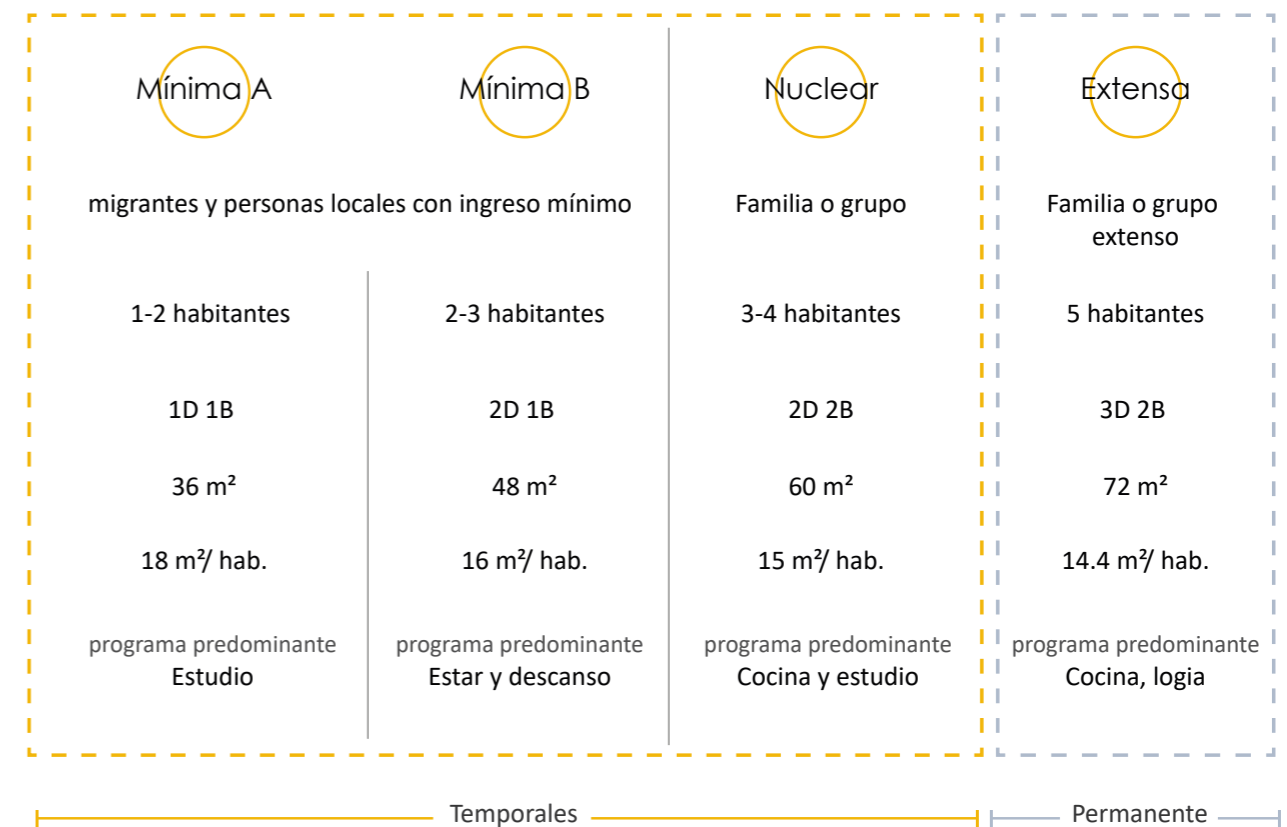 Mínima A
Mínima B
Nuclear
Extensa
migrantes y personas locales con ingreso mínimo
Familia o grupo
Familia o grupo
extenso
1-2 habitantes
2-3 habitantes
3-4 habitantes
5 habitantes
1D 1B
2D 1B
2D 2B
3D 2B
36 m²
48 m²
60 m²
72 m²
18 m²/ hab.
16 m²/ hab.
15 m²/ hab.
14.4 m²/ hab.
programa predominante
Estudio
programa predominante
Estar y descanso
programa predominante
Cocina y estudio
programa predominante
Cocina, logia
Temporales
Permanente